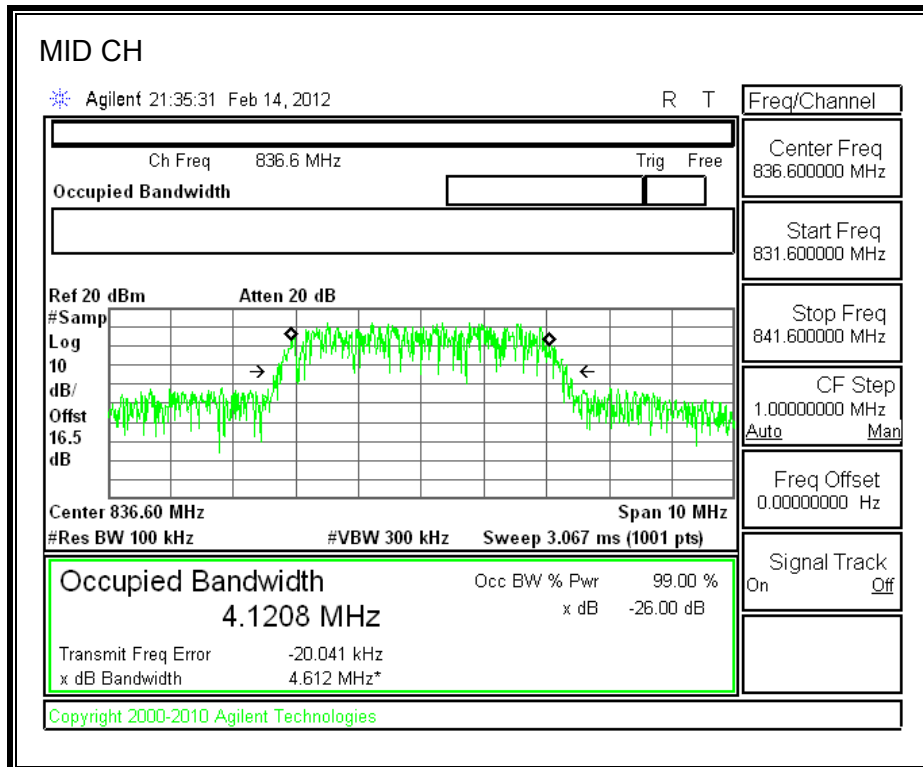 MID CH
Agilent 21:35:31 Feb 14, 2012 R T
Freq/Channel
Ch Freq 836.6 MHz Trig Free
Occupied Bandwidth
Center Freq
836.600000 MHz
Start Freq
831.600000 MHz
Stop Freq
841.600000 MHz
CF Step
1.00000000 MHz
Auto Man
Freq Offset
0.00000000 Hz
Signal Track
On Off
Ref 20 dBm Atten 20 dB
#Samp
Log
10
dB/
Offst
16.5
dB
Center 836.60 MHz Span 10 MHz
#Res BW 100 kHz #VBW 300 kHz Sweep 3.067 ms (1001 pts)
Occupied Bandwidth Occ BW % Pwr 99.00 %
4.1208 MHz x dB -26.00 dB
Transmit Freq Error -20.041 kHz
x dB Bandwidth 4.612 MHz*
Copyright 2000-2010 Agilent Technologies